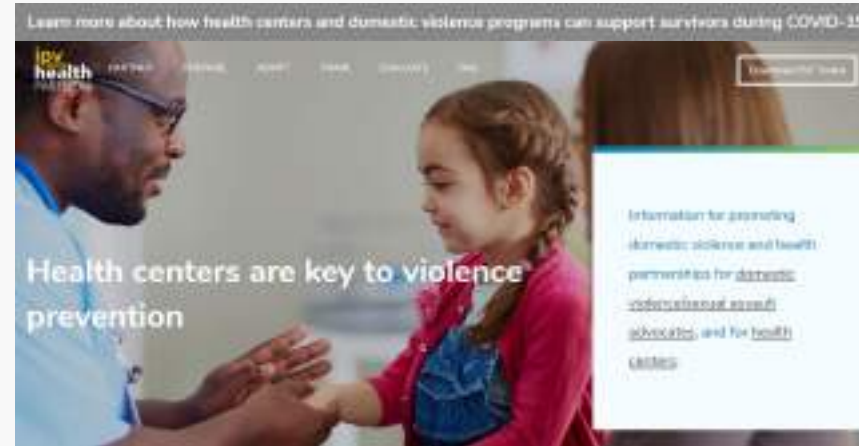 Learn more about how health centers and domestic violence programs can support survivors during COVID-19
ipv
health
PARTNERS
Health centers are key to violence
prevention
Information for promoting
domestic violence and health
partnerships for domestic
violence/sexual assault
advocates, and for health
centers.